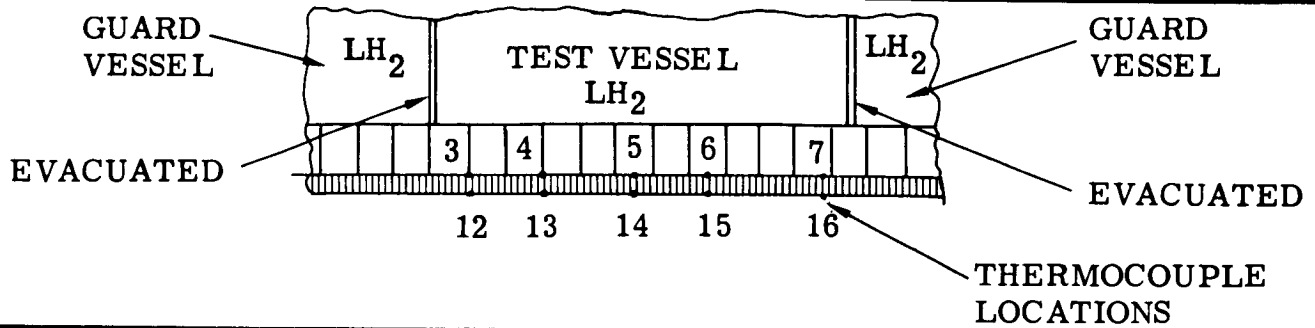 GUARD
VESSEL
LH2
TEST VESSEL
LH2
LH2
GUARD
VESSEL
EVACUATED
3 4 5 6 7
EVACUATED
12 13 14 15 16
THERMOCOUPLE
LOCATIONS